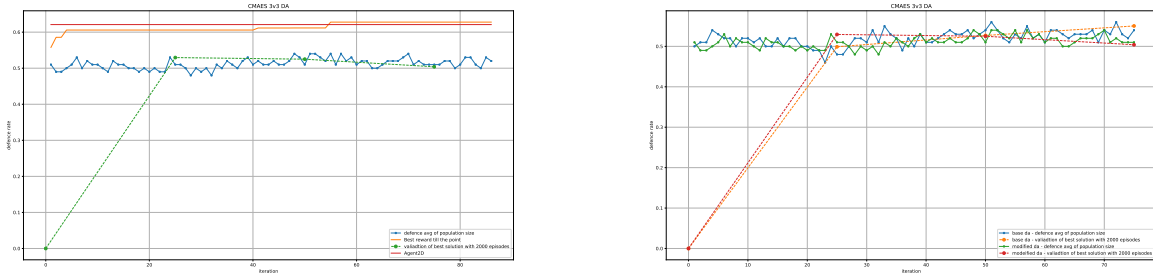 CMAES 3v3 DA
defence rate
0.6
0.5
0.4
0.3
0.2
0.1
0.0
0 20 40 60 80
iteration
defence avg of population size
Best reward till the point
valiadtion of best solution with 2000 episodes
Agent2D
CMAES 3v3 DA
defence rate
0.5
0.4
0.3
0.2
0.1
0.0
0 10 20 30 40 50 60 70
iteration
base da - defence avg of population size
base da - valiadtion of best solution with 2000 episodes
modified da - defence avg of population size
modeified da - valiadtion of best solution with 2000 episodes